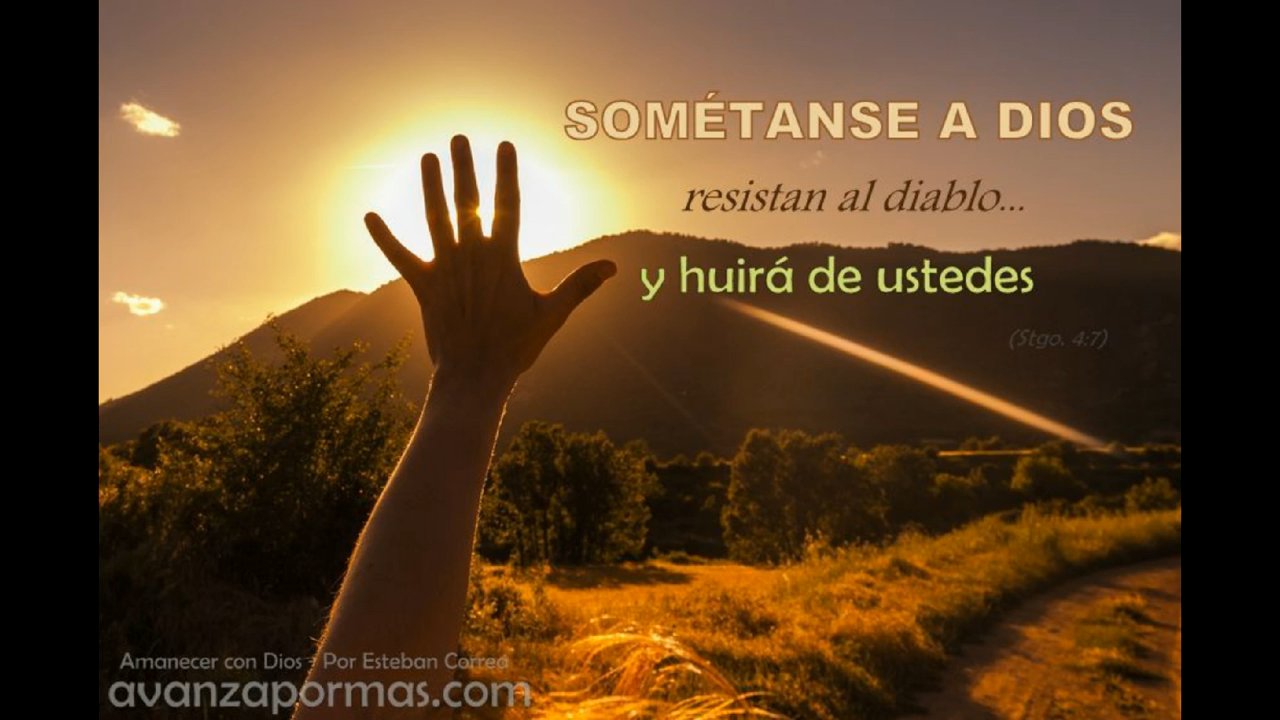 SOMÉTANSE A DIOS
resistan al diablo...
y huirá de ustedes
(Stgo. 4:7)
Amanecer con Dios - Por Esteban Correa
avanzapormas.com